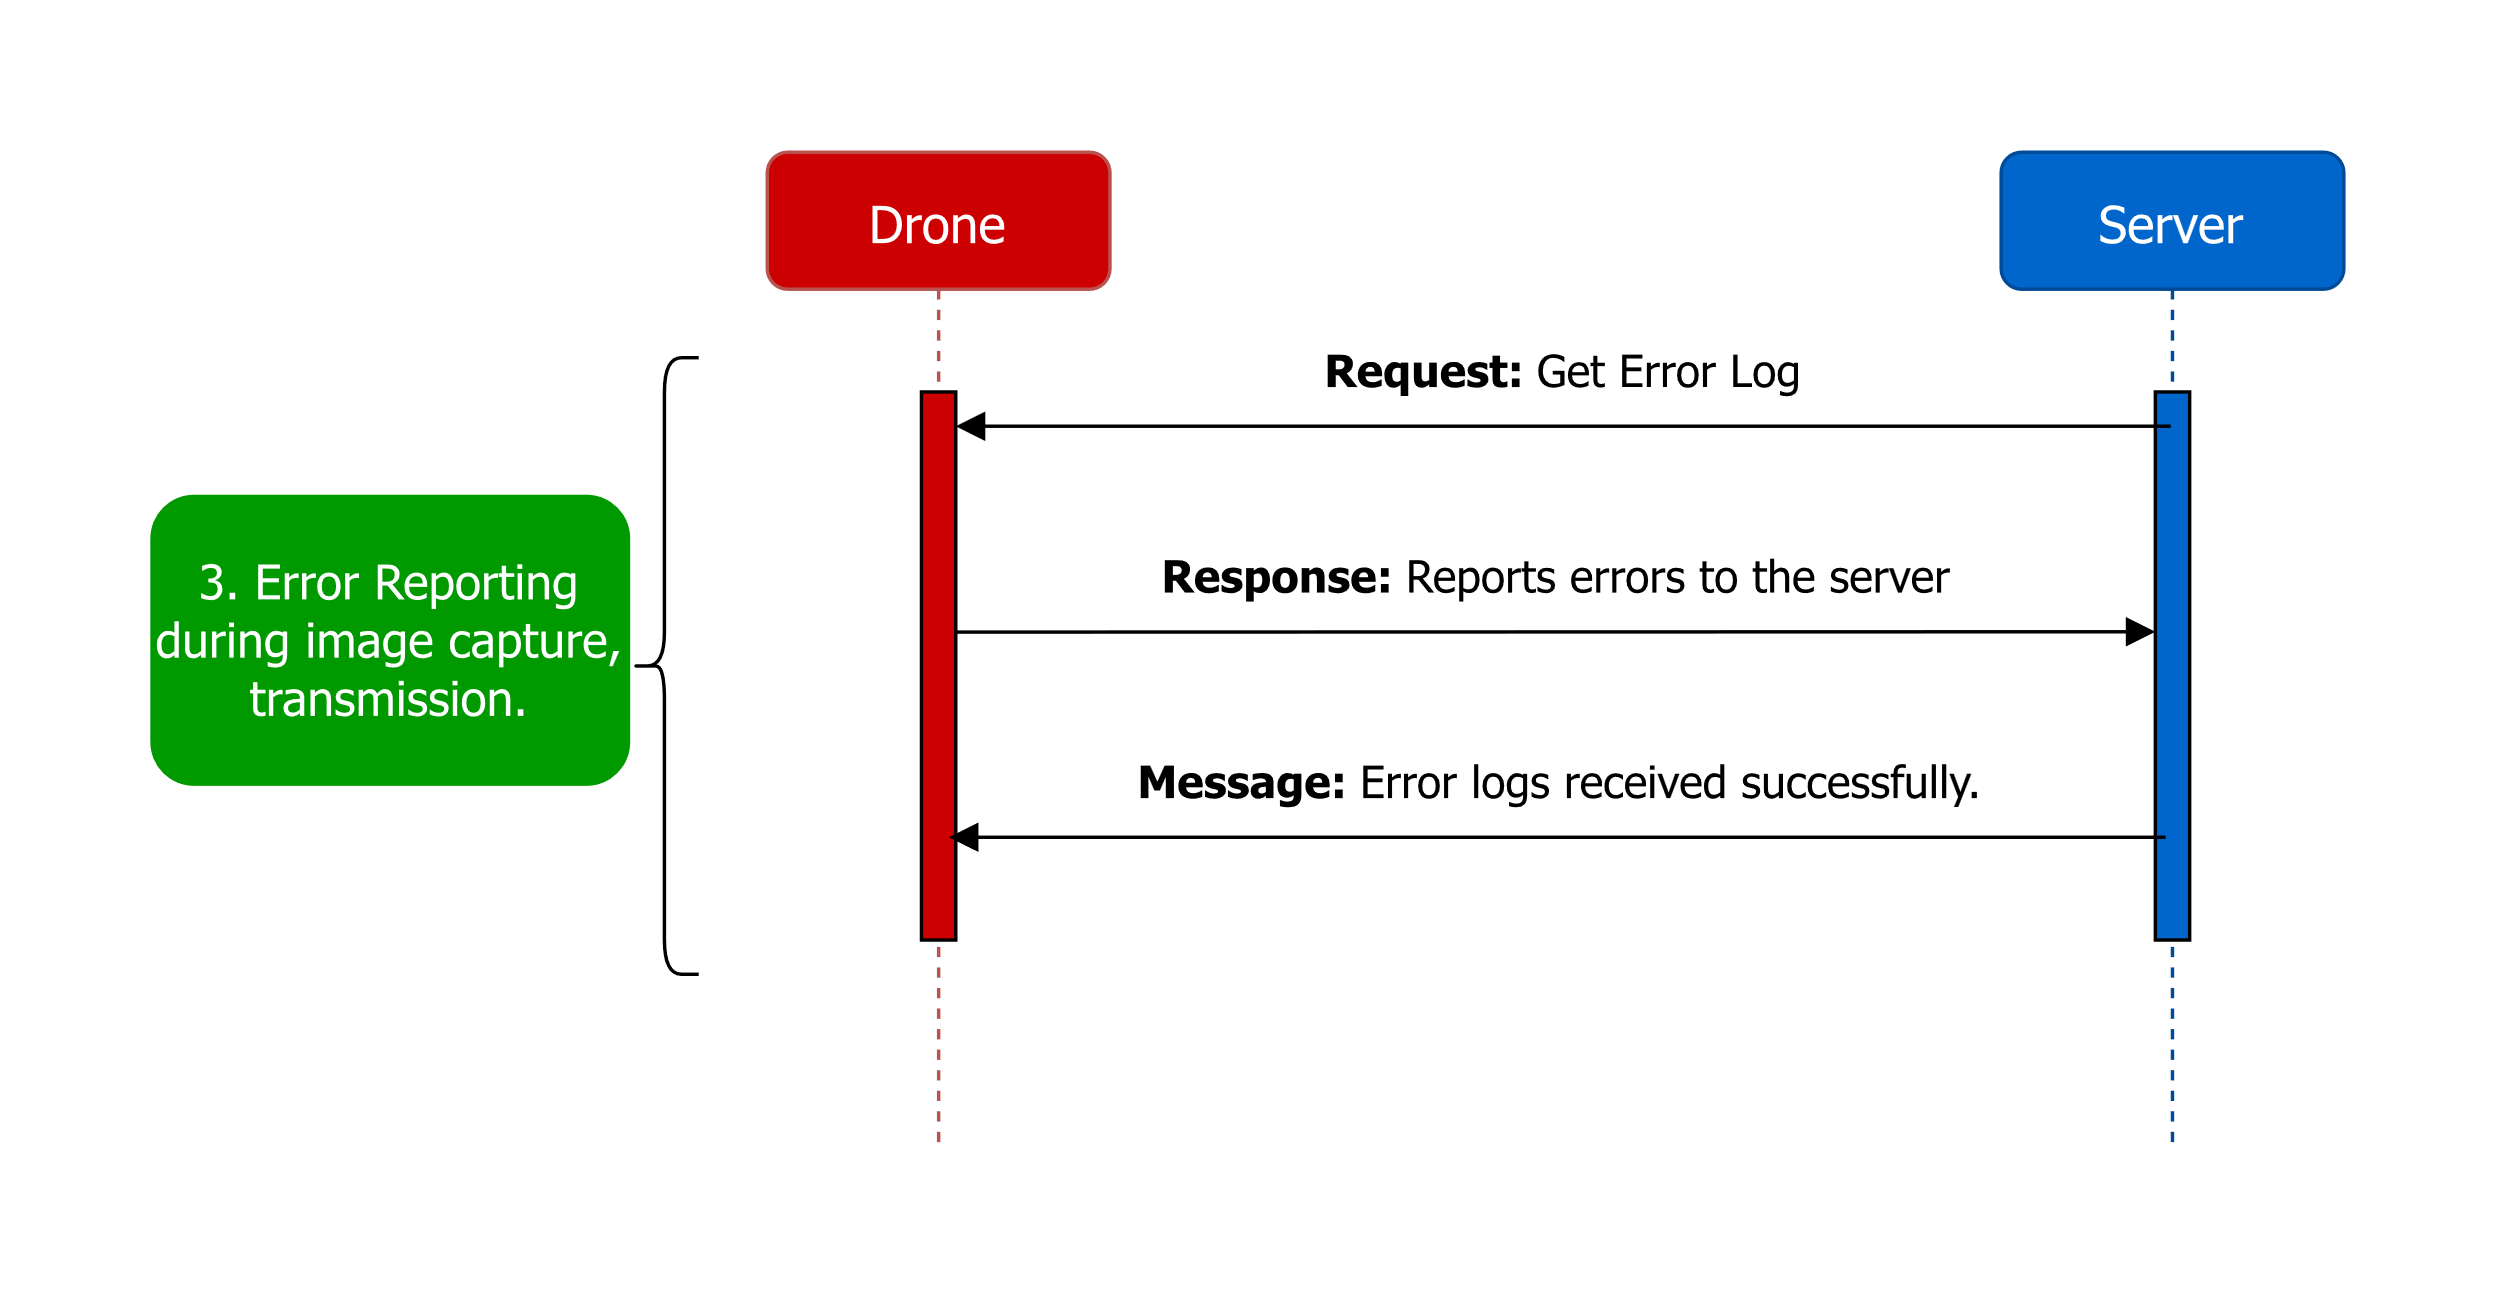 Drone
Server
Request: Get Error Log
Response: Reports errors to the server
3. Error Reporting
during image capture,
transmission.
Message: Error logs received successfully.